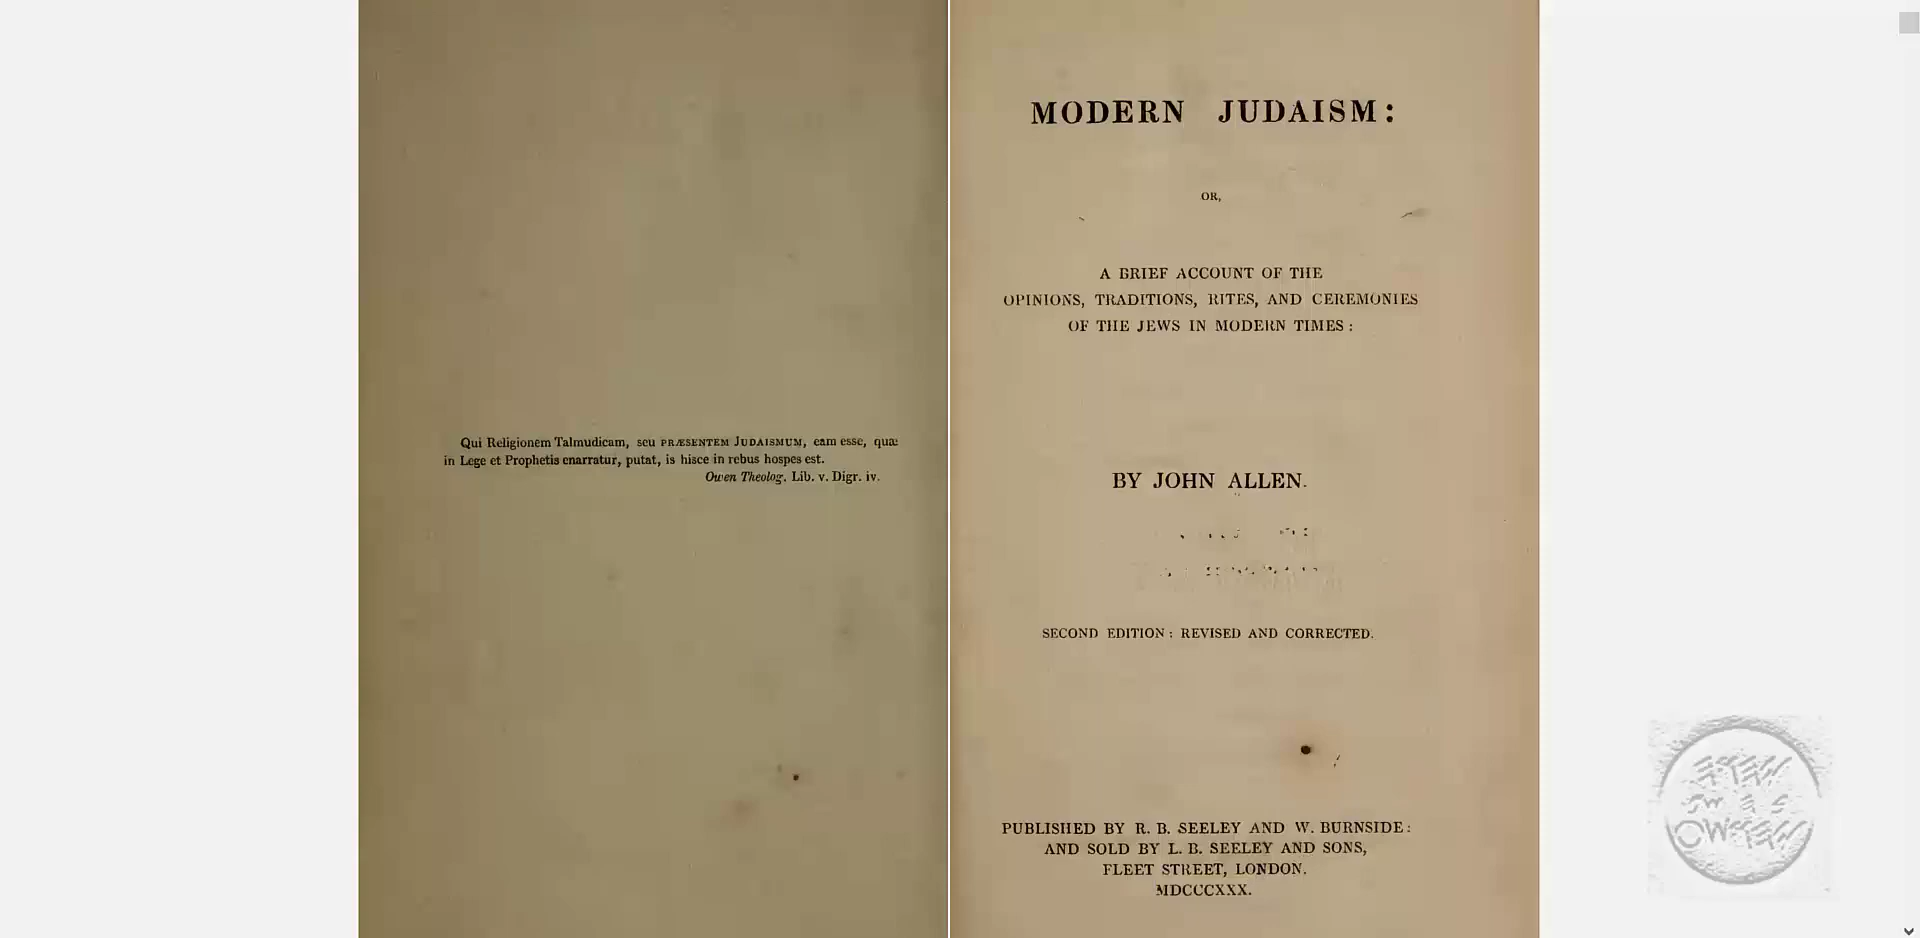 Qui Religionem Talmudicam, seu PRÆSENTEM JUDAISMUM, eam esse, quæ
in Lege et Prophetis enarratur, putat, is hisce in rebus hospes est.
Owen Theolog. Lib. v. Digr. iv.
MODERN JUDAISM:
OR,
A BRIEF ACCOUNT OF THE
OPINIONS, TRADITIONS, RITES, AND CEREMONIES
OF THE JEWS IN MODERN TIMES:
BY JOHN ALLEN.
SECOND EDITION: REVISED AND CORRECTED.
PUBLISHED BY R. B. SEELEY AND W. BURNSIDE:
AND SOLD BY L. B. SEELEY AND SONS,
FLEET STREET, LONDON.
MDCCCXXX.